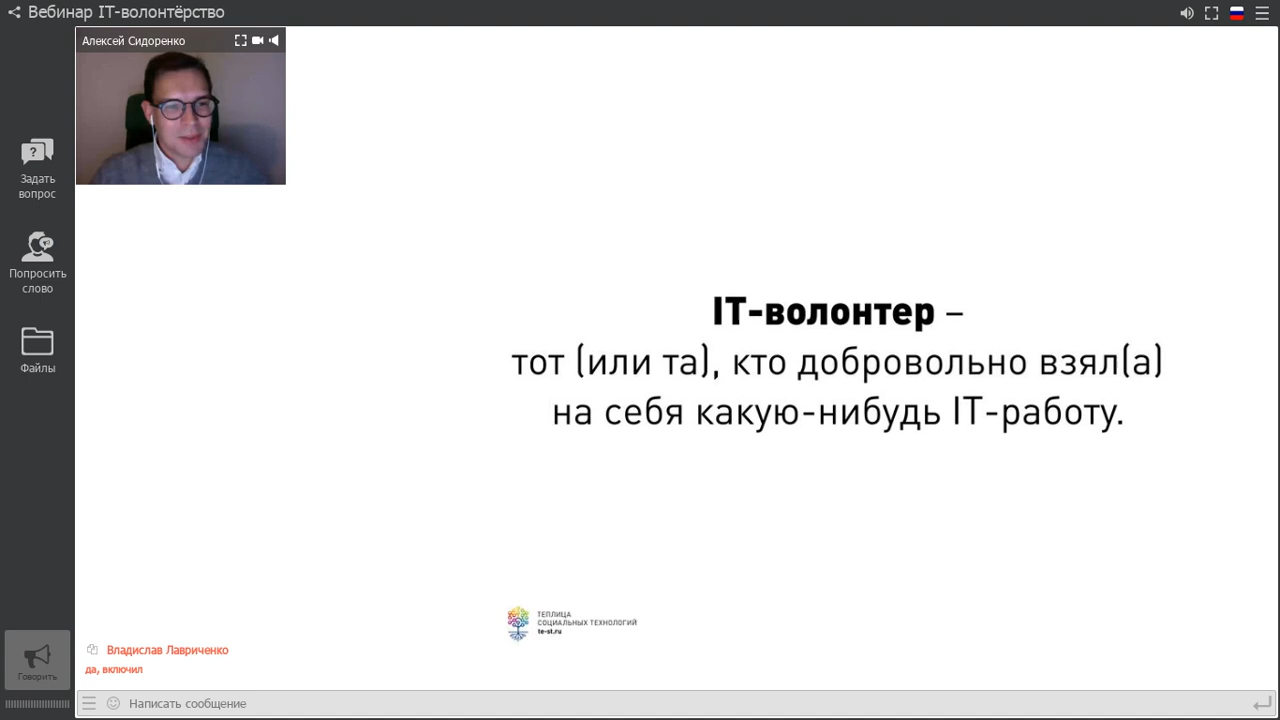 Вебинар IT-волонтёрство
Алексей Сидоренко
Задать
вопрос
Попросить
слово
Файлы
IT-волонтер –
тот (или та), кто добровольно взял(а)
на себя какую-нибудь IT-работу.
ТЕПЛИЦА
СОЦИАЛЬНЫХ ТЕХНОЛОГИЙ
te-st.ru
Владислав Лавриченко
да, включил
Говорить
Написать сообщение